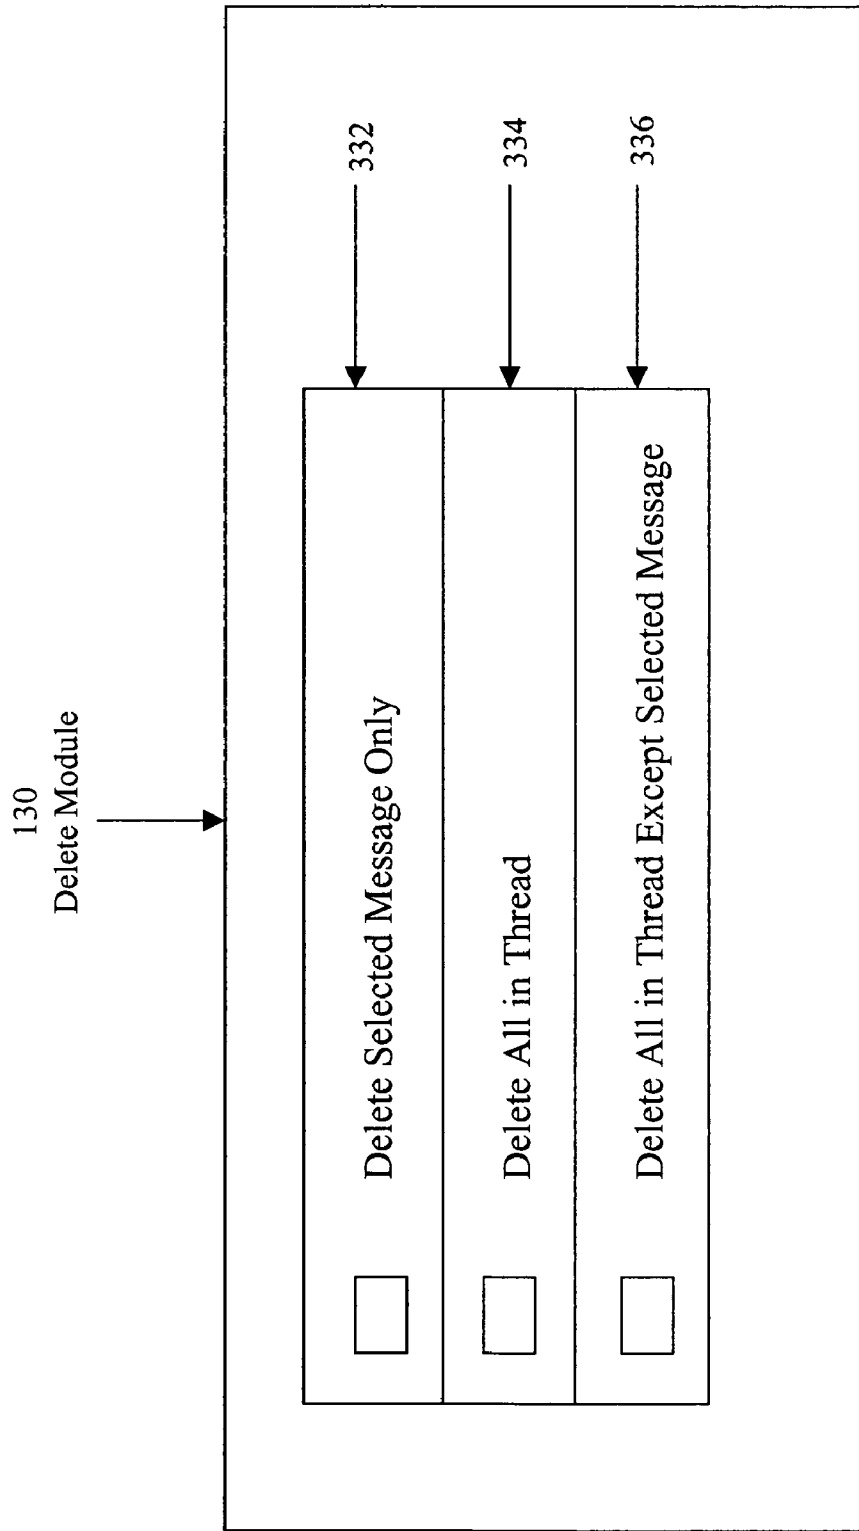 130
Delete Module
Delete Selected Message Only
332
Delete All in Thread
334
Delete All in Thread Except Selected Message
336